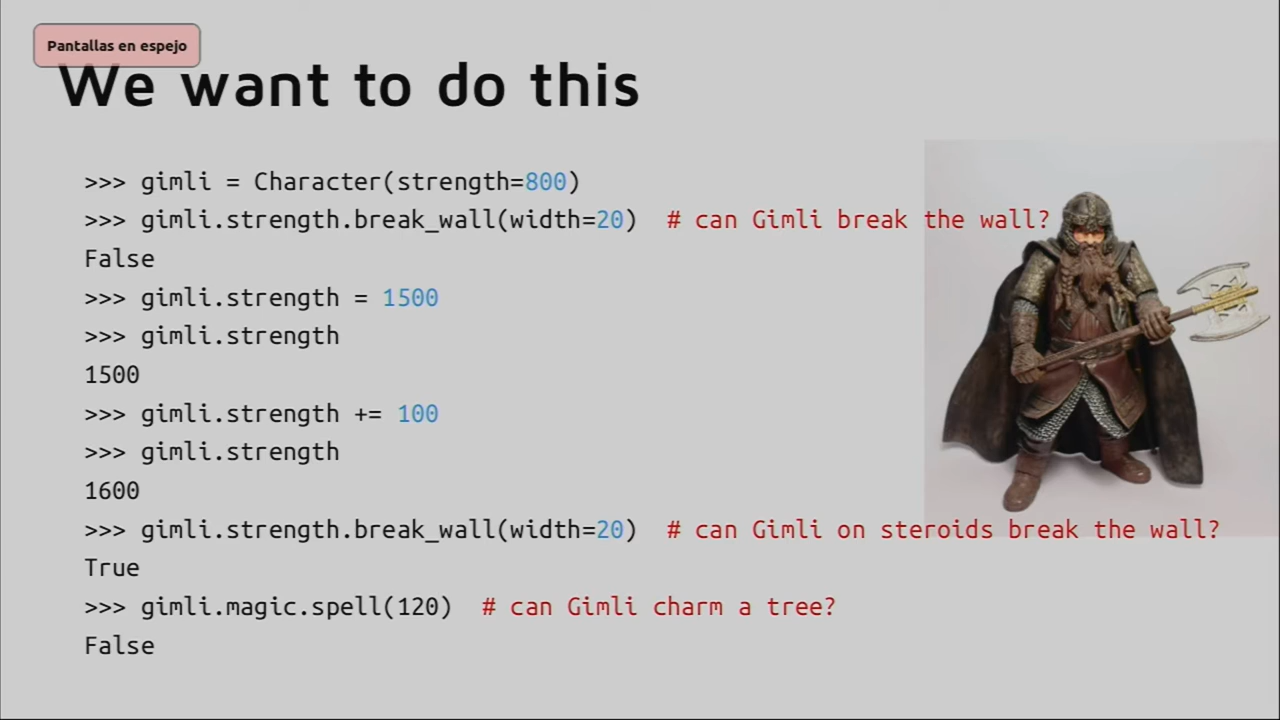 Pantallas en espejo
We want to do this
>>> gimli = Character(strength=800)
>>> gimli.strength.break_wall(width=20)  # can Gimli break the wall?
False
>>> gimli.strength = 1500
>>> gimli.strength
1500
>>> gimli.strength += 100
>>> gimli.strength
1600
>>> gimli.strength.break_wall(width=20)  # can Gimli on steroids break the wall?
True
>>> gimli.magic.spell(120)  # can Gimli charm a tree?
False